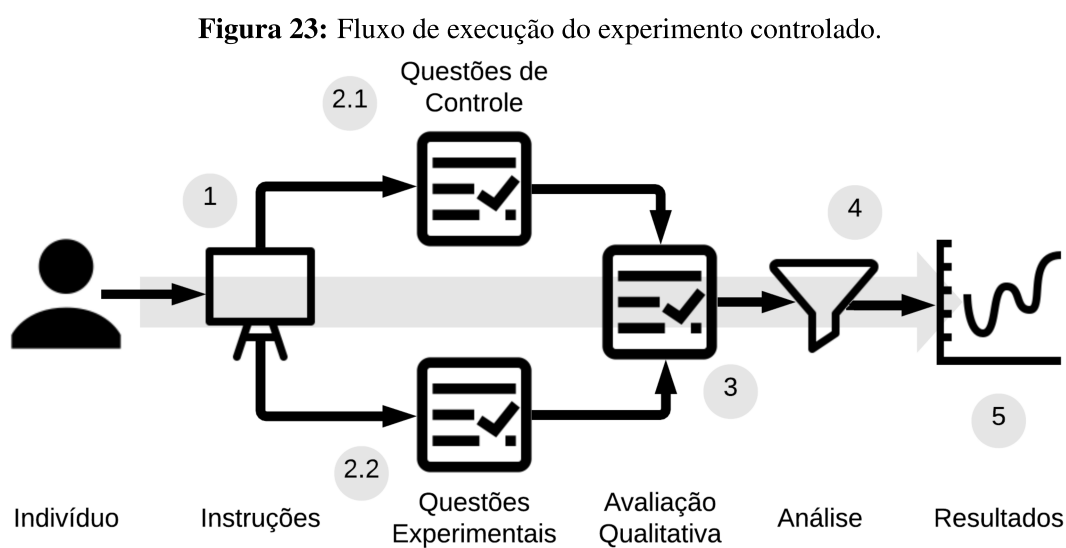 Figura 23: Fluxo de execução do experimento controlado.
Questões de
Controle
2.1
1
4
3
5
2.2
Indivíduo
Instruções
Questões
Experimentais
Avaliação
Qualitativa
Análise
Resultados